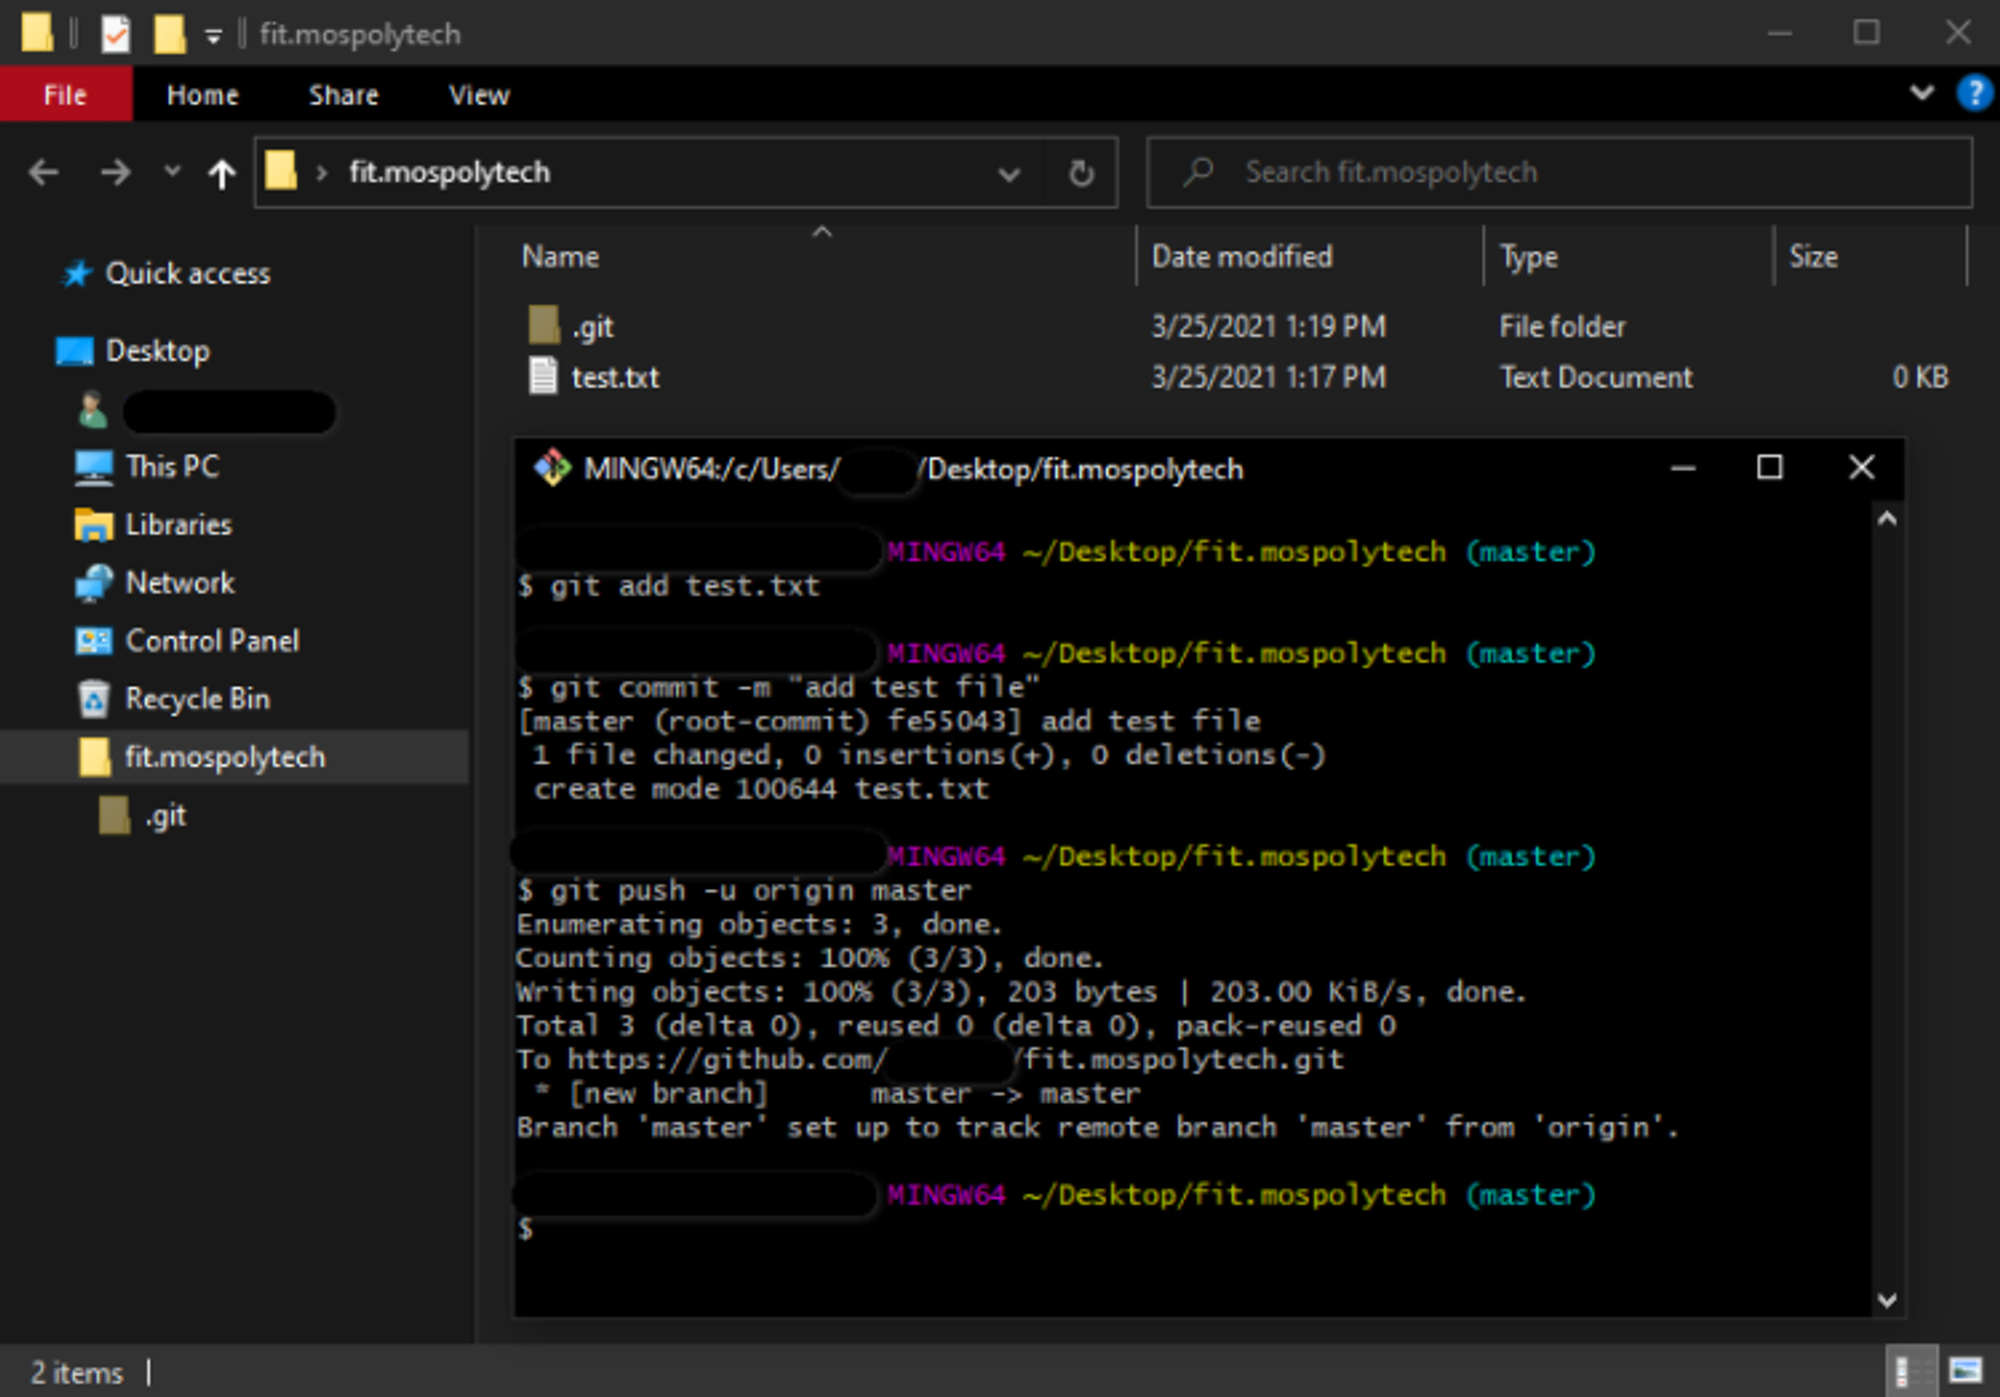 fit.mospolytech
File Home Share View
fit.mospolytech
Search fit.mospolytech
Name Date modified Type Size
.git 3/25/2021 1:19 PM File folder
test.txt 3/25/2021 1:17 PM Text Document 0 KB
Quick access
Desktop
This PC
Libraries
Network
Control Panel
Recycle Bin
fit.mospolytech
.git
MINGW64:/c/Users/ /Desktop/fit.mospolytech
MINGW64 ~/Desktop/fit.mospolytech (master)
$ git add test.txt
MINGW64 ~/Desktop/fit.mospolytech (master)
$ git commit -m "add test file"
[master (root-commit) fe55043] add test file
1 file changed, 0 insertions(+), 0 deletions(-)
create mode 100644 test.txt
MINGW64 ~/Desktop/fit.mospolytech (master)
$ git push -u origin master
Enumerating objects: 3, done.
Counting objects: 100% (3/3), done.
Writing objects: 100% (3/3), 203 bytes | 203.00 KiB/s, done.
Total 3 (delta 0), reused 0 (delta 0), pack-reused 0
To https://github.com/ /fit.mospolytech.git
* [new branch] master -> master
Branch 'master' set up to track remote branch 'master' from 'origin'.
MINGW64 ~/Desktop/fit.mospolytech (master)
$
2 items